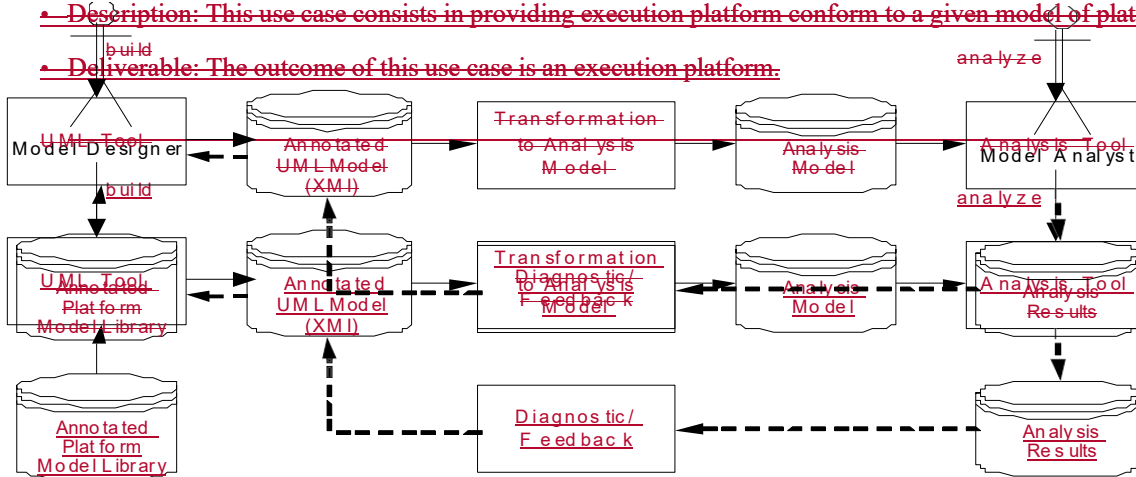 • Description: This use case consists in providing execution platform conform to a given model of plat
build
analyze
• Deliverable: The outcome of this use case is an execution platform.
UML Tool
Model Designer
Annotated
UML Model
(XMI)
Transformation
to Analysis
Model
Analysis
Model
Analysis Tool
Model Analyst
build
analyze
UML Tool
Annotated
Platform
Model Library
Annotated
UML Model
(XMI)
Transformation
to Analysis
Model
Diagnostic/
Feedback
Analysis
Model
Analysis Tool
Analysis
Results
Annotated
Platform
Model Library
Diagnostic/
Feedback
Analysis
Results